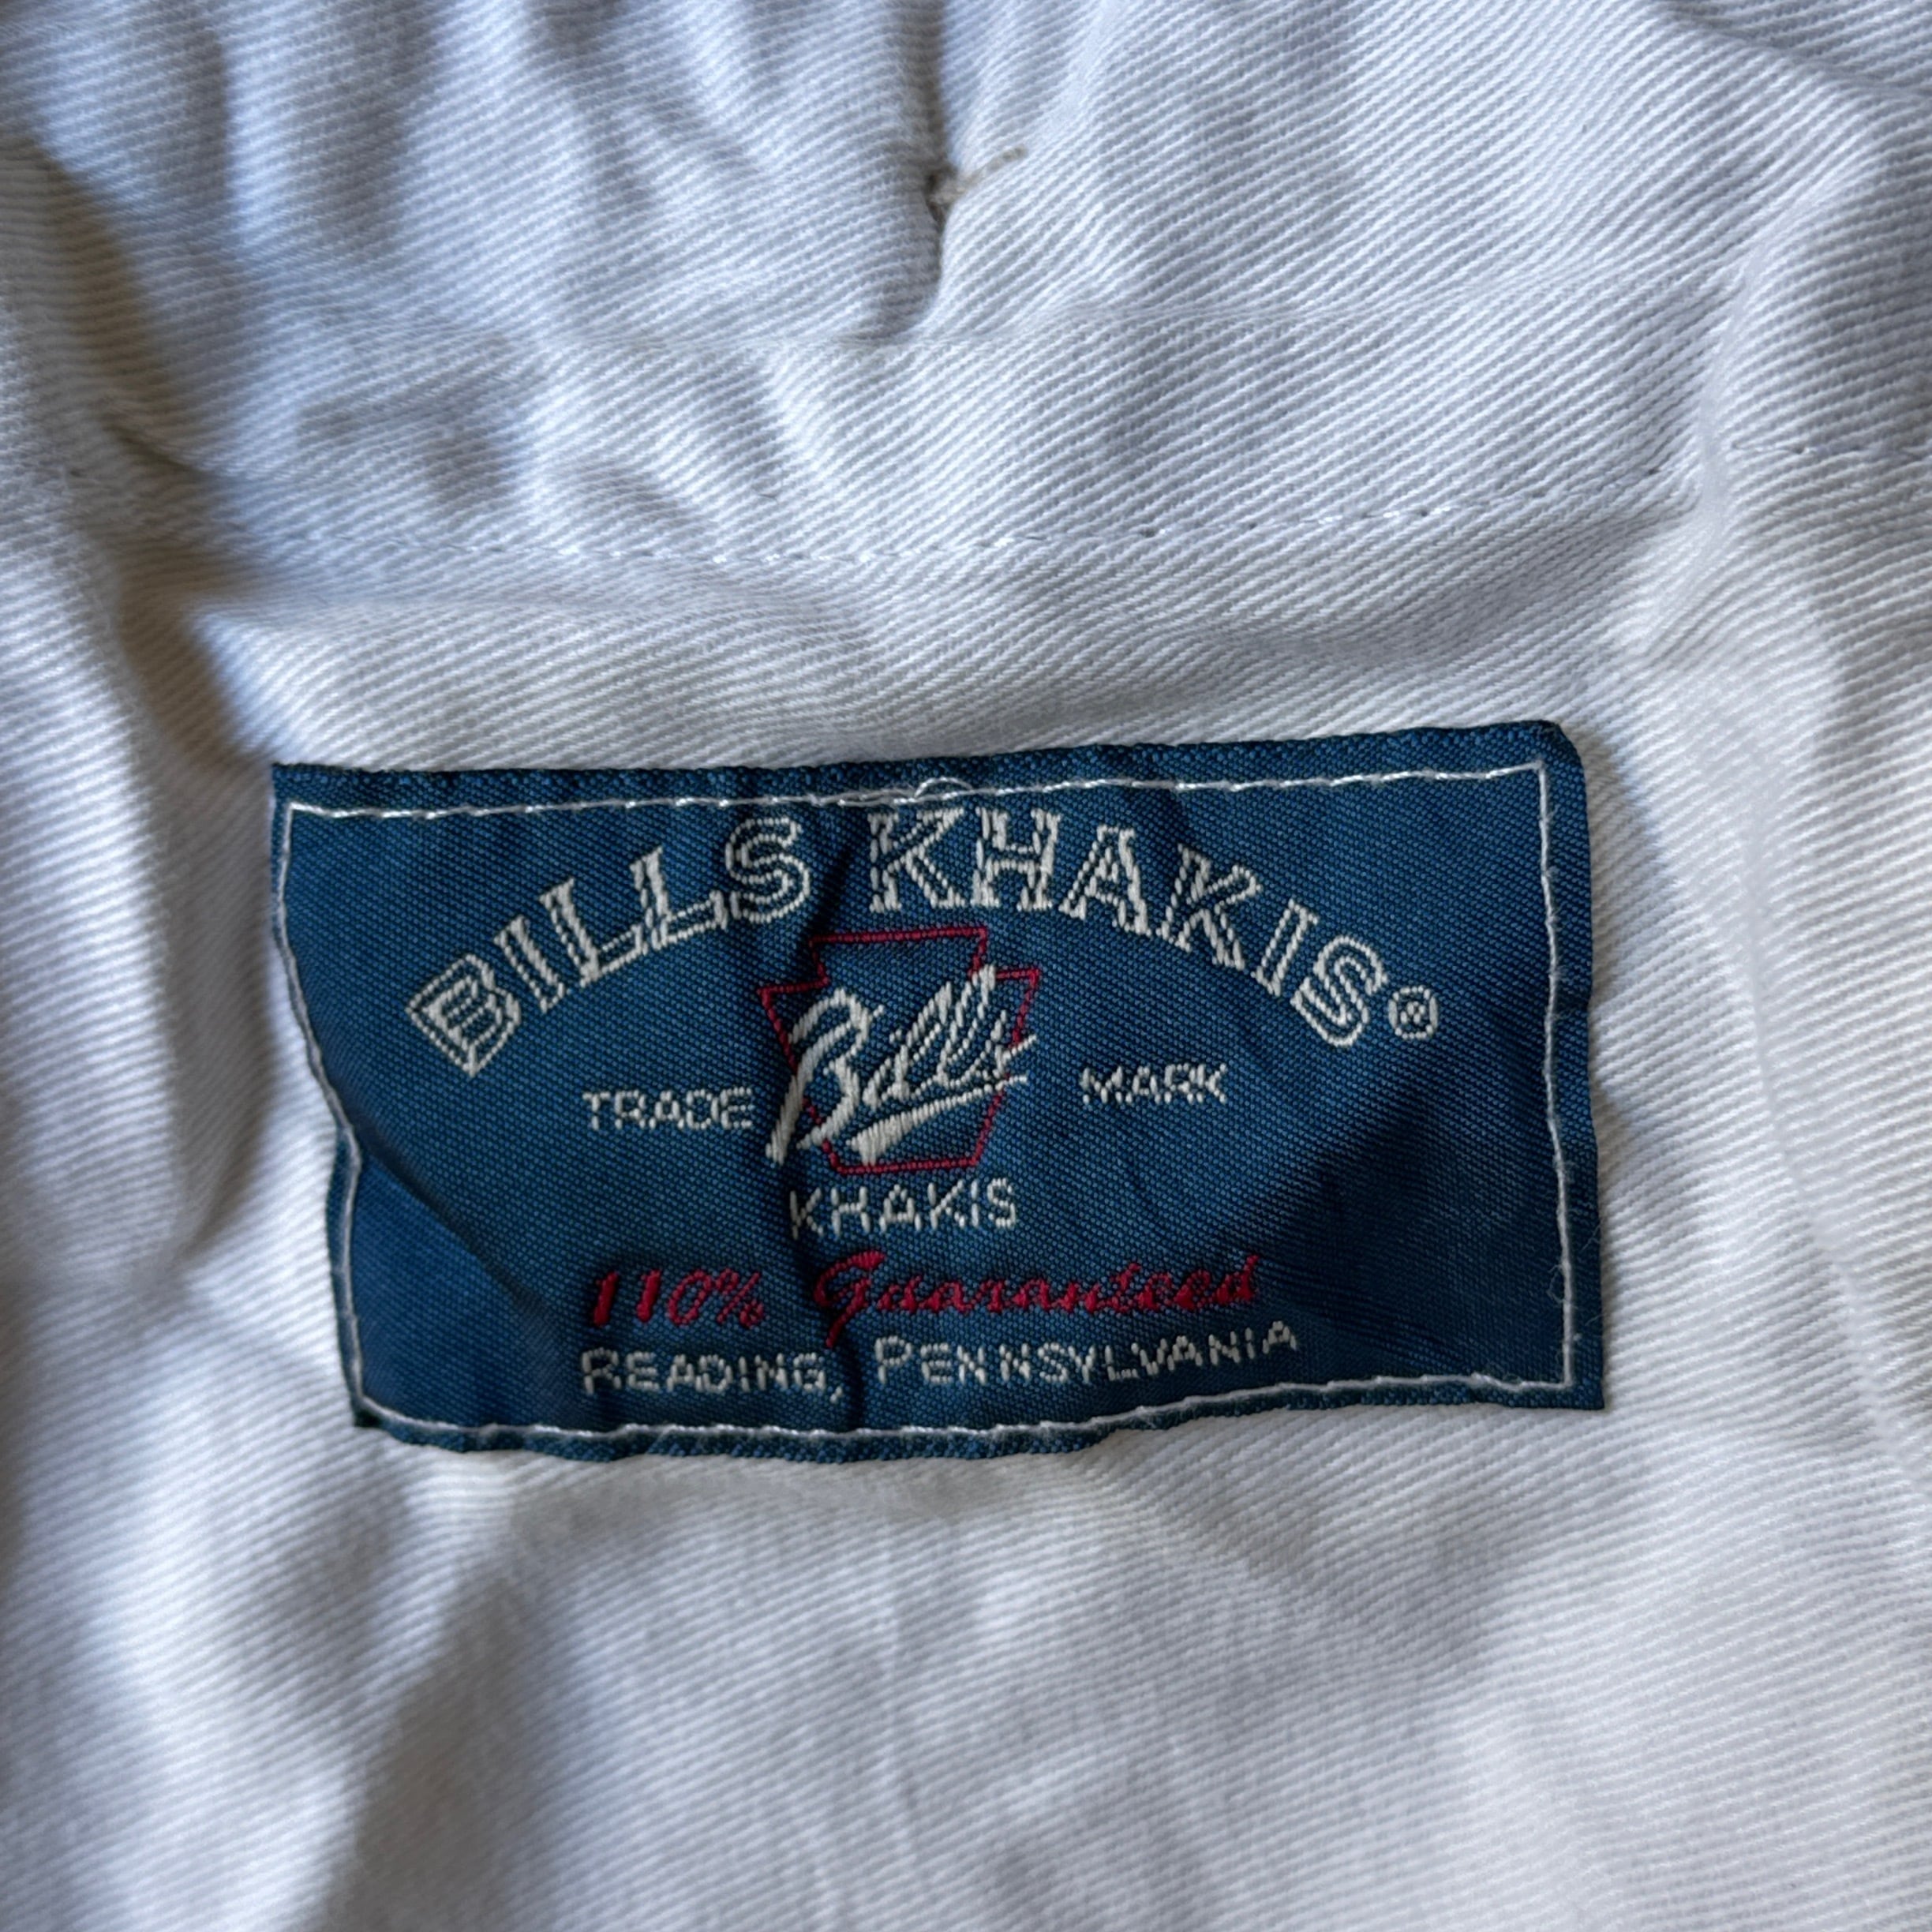 BILLS KHAKIS®
Bills
TRADE MARK
KHAKIS
110% Guaranteed
READING, PENNSYLVANIA